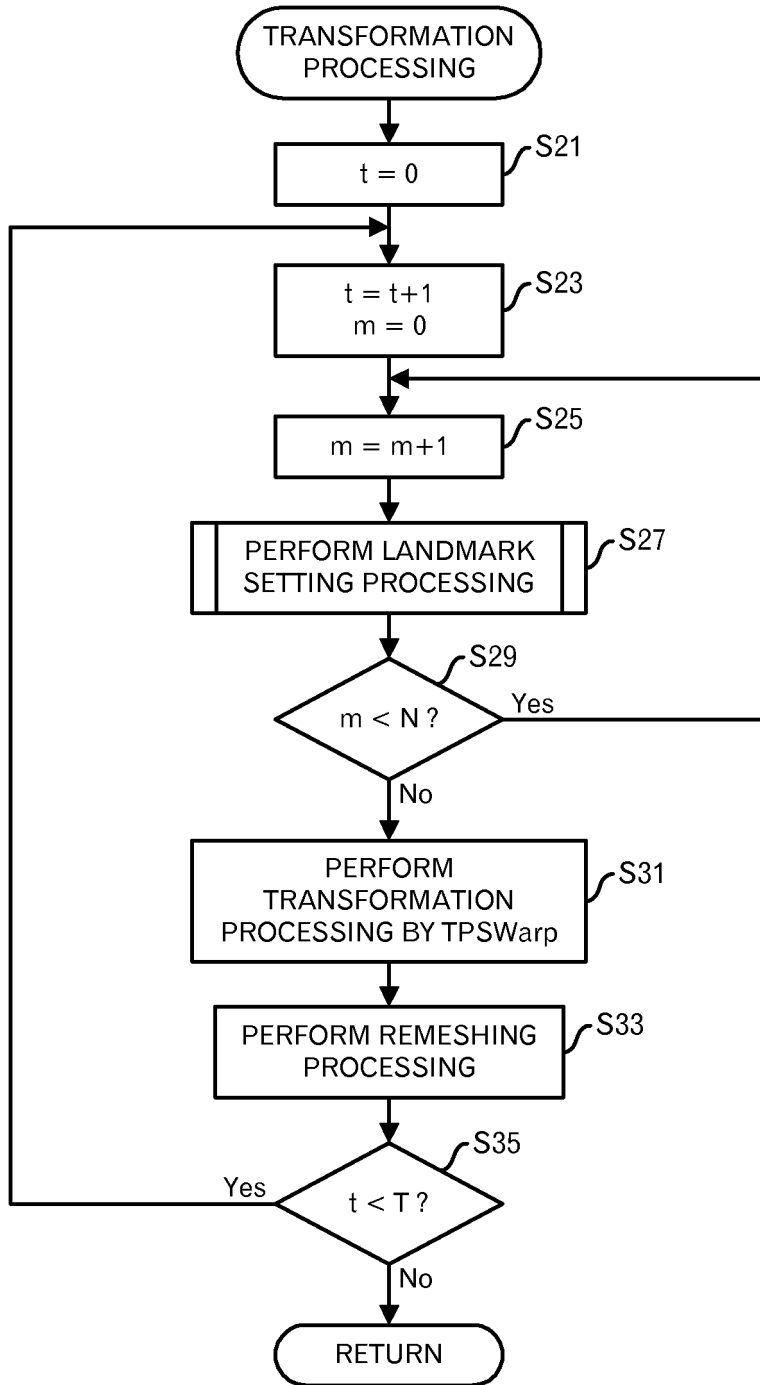 TRANSFORMATION
PROCESSING
S21
t = 0
S23
t = t+1
m = 0
S25
m = m+1
S27
PERFORM LANDMARK
SETTING PROCESSING
S29
m < N ?
Yes
No
S31
PERFORM
TRANSFORMATION
PROCESSING BY TPSWarp
S33
PERFORM REMESHING
PROCESSING
S35
Yes
t < T ?
No
RETURN